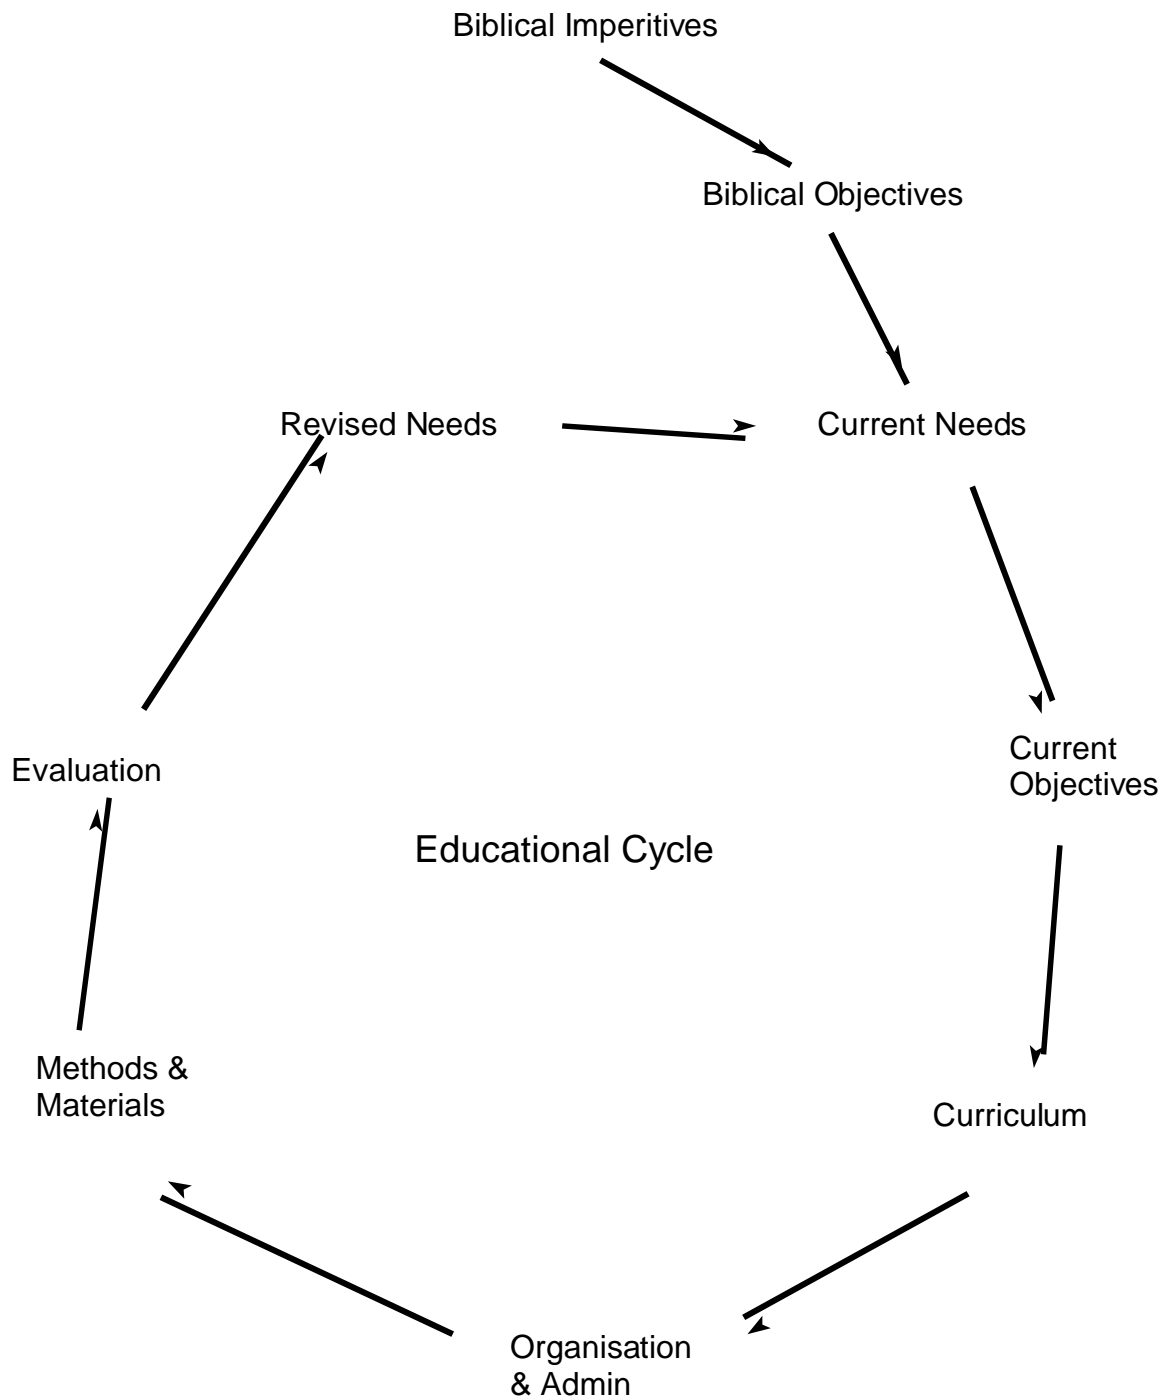 Biblical Imperitives
Biblical Objectives
Revised Needs
Current Needs
Current
Objectives
Evaluation
Educational Cycle
Methods &
Materials
Curriculum
Organisation
& Admin